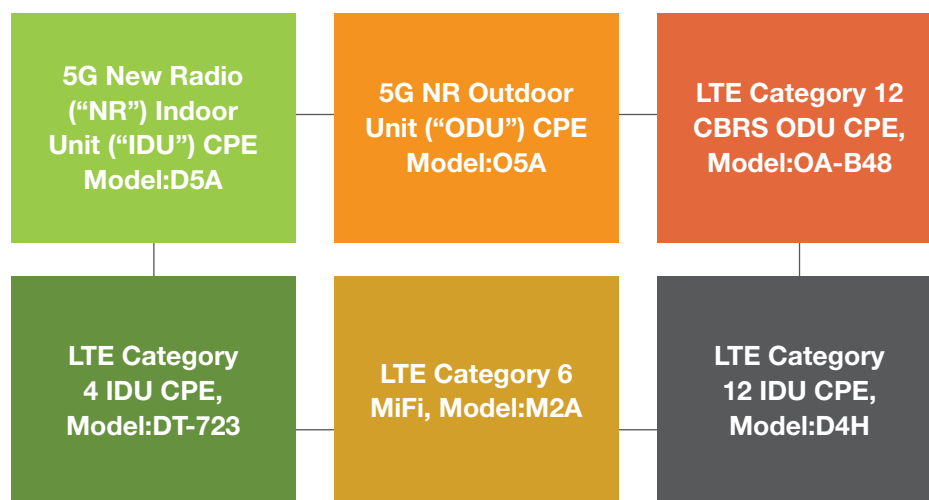 5G New Radio
(“NR”) Indoor
Unit (“IDU”) CPE
Model:D5A
5G NR Outdoor
Unit (“ODU”) CPE
Model:O5A
LTE Category 12
CBRS ODU CPE,
Model:OA-B48
LTE Category
4 IDU CPE,
Model:DT-723
LTE Category 6
MiFi, Model:M2A
LTE Category
12 IDU CPE,
Model:D4H